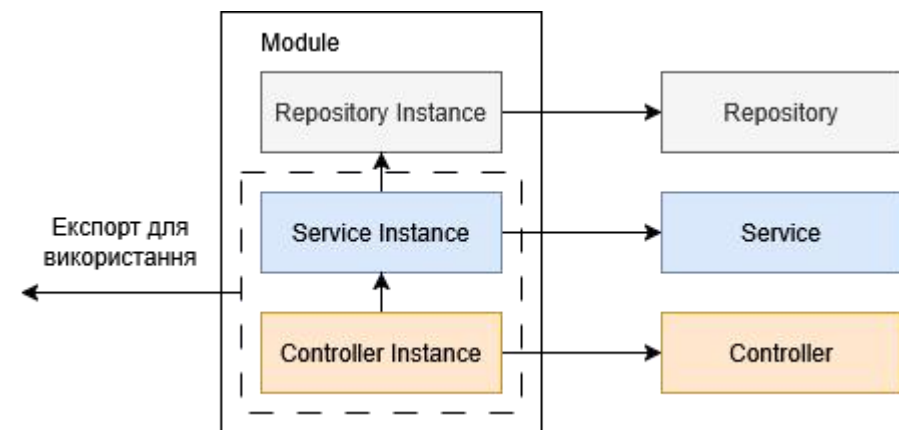 Module
Repository Instance
Repository
Service Instance
Service
Експорт для
використання
Controller Instance
Controller